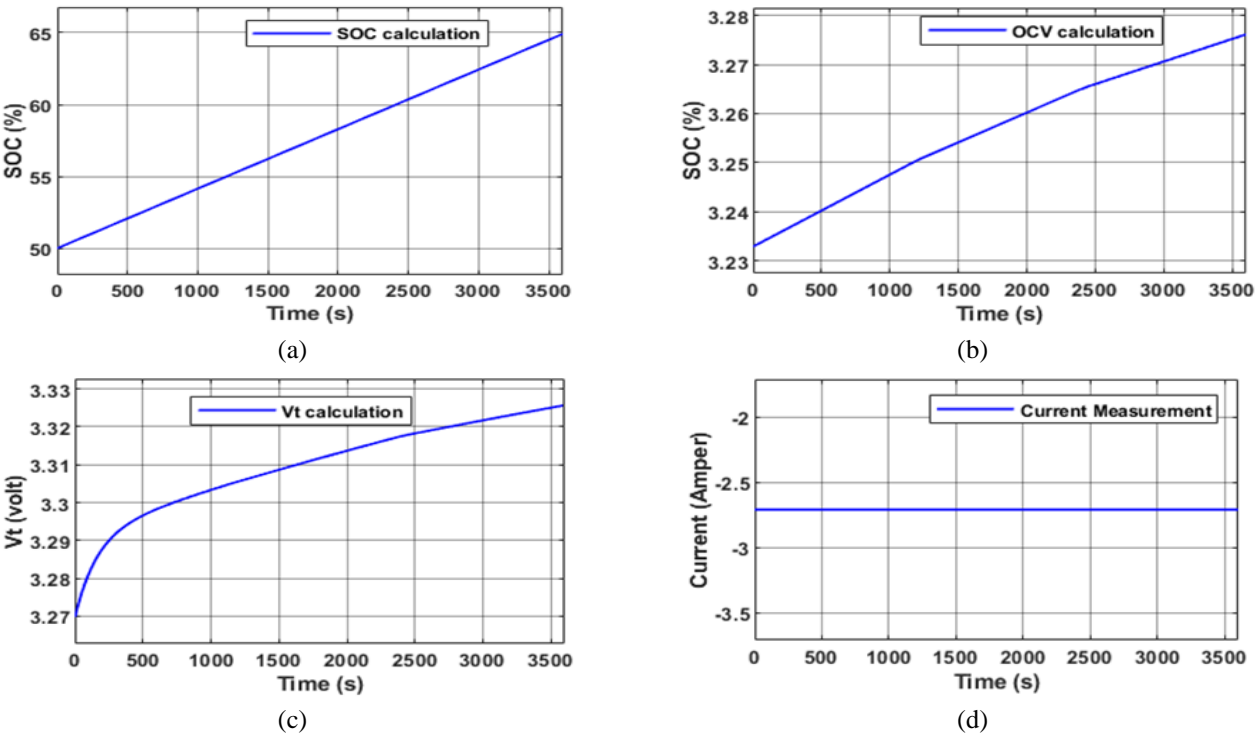 SOC calculation
65
60
55
50
SOC (%)
0 500 1000 1500 2000 2500 3000 3500
Time (s)
(a)
OCV calculation
3.28
3.27
3.26
3.25
3.24
3.23
SOC (%)
0 500 1000 1500 2000 2500 3000 3500
Time (s)
(b)
Vt calculation
3.33
3.32
3.31
3.3
3.29
3.28
3.27
Vt (volt)
0 500 1000 1500 2000 2500 3000 3500
Time (s)
(c)
Current Measurement
-2
-2.5
-3
-3.5
Current (Amper)
0 500 1000 1500 2000 2500 3000 3500
Time (s)
(d)